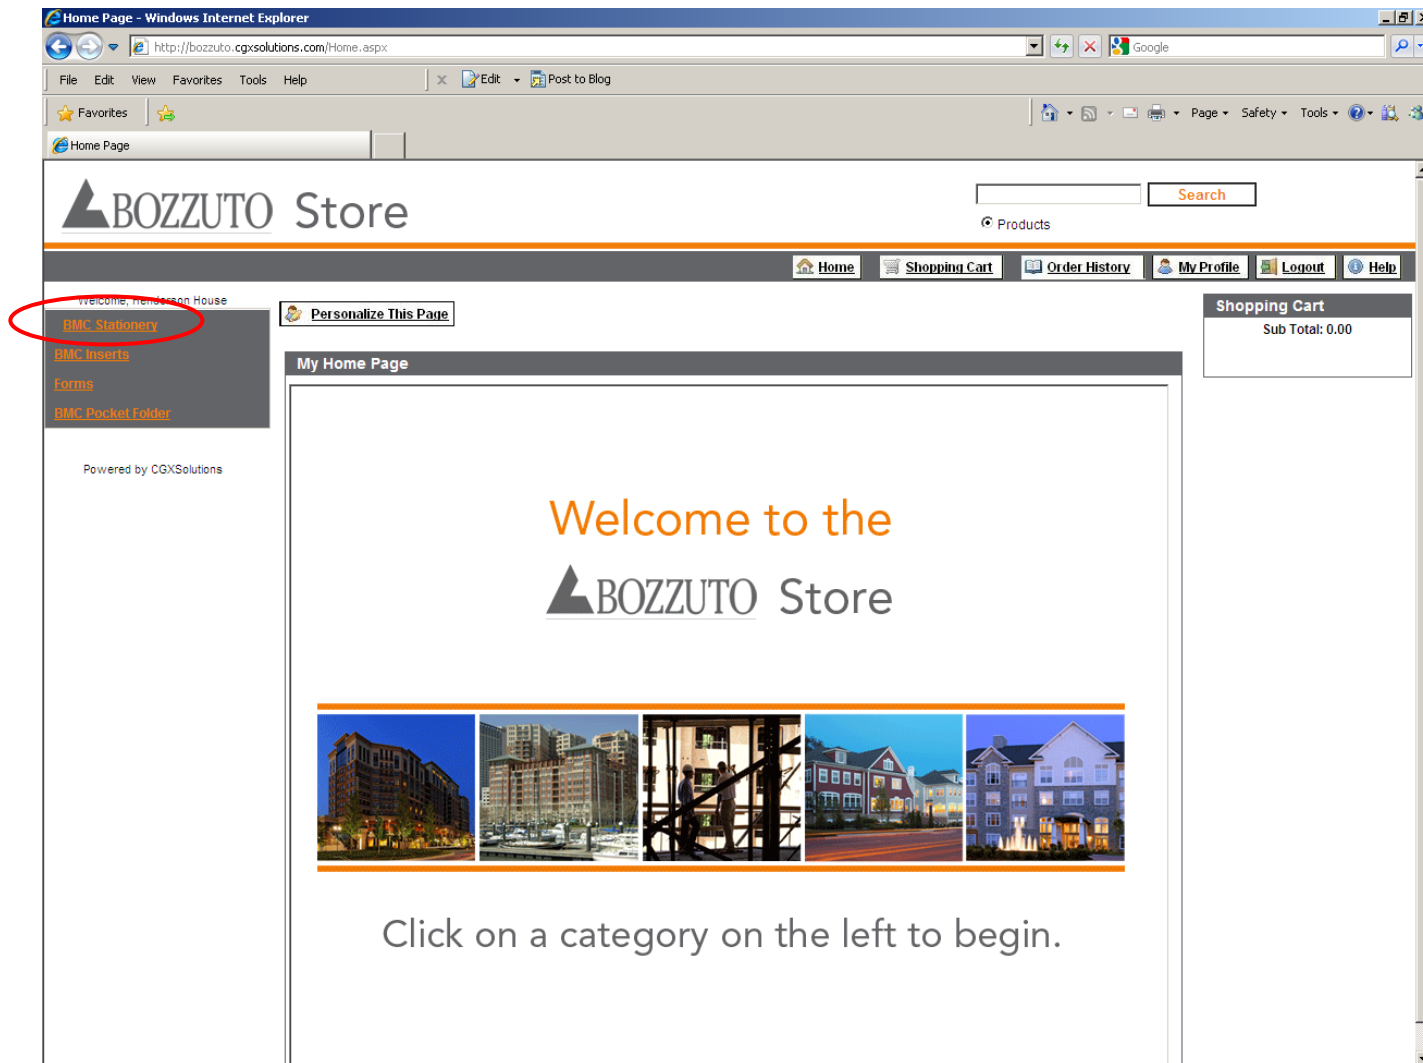 Home Page - Windows Internet Explorer
http://bozzuto.cgxsolutions.com/Home.aspx
Google
File Edit View Favorites Tools Help
X Edit Post to Blog
Favorites
Page Safety Tools
Home Page
BOZZUTO Store
Search
Products
Home Shopping Cart Order History My Profile Logout Help
Welcome, Henderson House
BMC Stationery
BMC Inserts
Forms
BMC Pocket Folder
Powered by CGXSolutions
Personalize This Page
My Home Page
Shopping Cart
Sub Total: 0.00
Welcome to the
BOZZUTO Store
Click on a category on the left to begin.